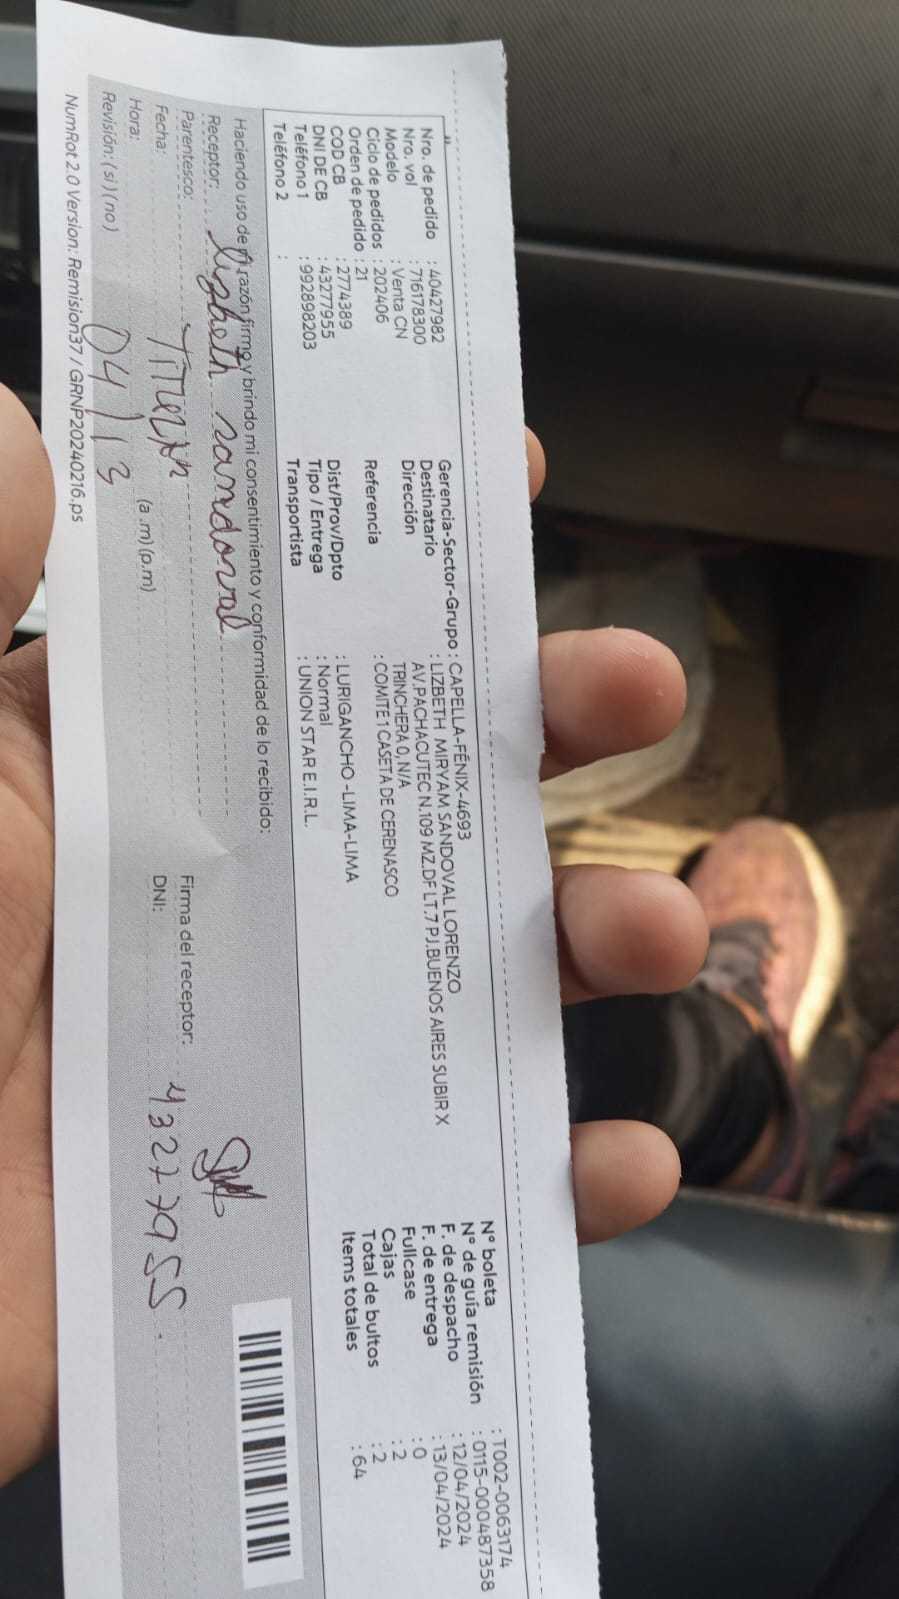 Nro. de pedido : 40427982
Nro. vol : 716178300
Modelo : Venta CN
Ciclo de pedidos : 202406
Orden de pedido : 21
COD CB : 2774389
DNI DE CB : 43277955
Teléfono 1 : 992898203
Teléfono 2 :
Gerencia-Sector-Grupo : CAPELLA-FÉNIX-4693
Destinatario : LIZBETH MIRYAM SANDOVAL LORENZO
Dirección AV.PACHACUTEC N.109 MZ.DF LT.7 PJ.BUENOS AIRES SUBIR X
TRINCHERA 0, N/A
Referencia : COMITE 1 CASETA DE CERENASCO
Dist/Prov/Dpto : LURIGANCHO -LIMA-LIMA
Tipo / Entrega : Normal
Transportista : UNION STAR E.I.R.L.
N° boleta : T002-0063174
N° de guía remisión : 0115-000487358
F. de despacho : 12/04/2024
F. de entrega : 13/04/2024
Fullcase : 0
Cajas : 2
Total de bultos : 2
Items totales : 64
Haciendo uso de mi razón firmo y brindo mi consentimiento y conformidad de lo recibido:
Receptor: lizbeth sandoval
Parentesco: TiTulAR
Fecha: 04/13
Hora: (a.m) (p.m)
Revisión: (si) (no)
Firma del receptor:
DNI: 43277955
NumRot 2.0 Version: Remision37 / GRNP20240216.ps